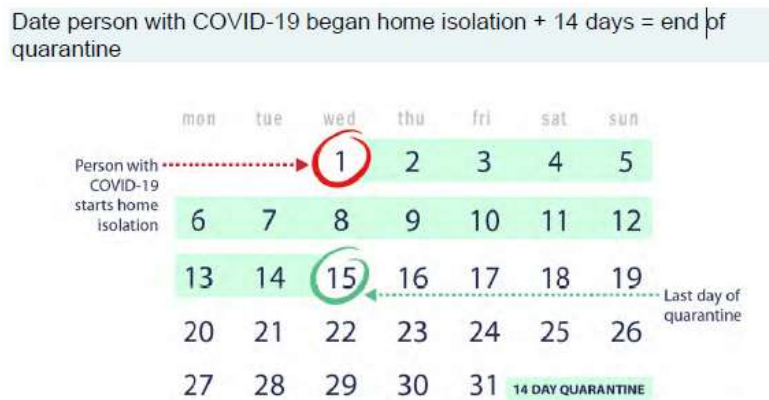 Date person with COVID-19 began home isolation + 14 days = end of
quarantine
mon tue wed thu fri sat sun
Person with
COVID-19
starts home
isolation
1 2 3 4 5
6 7 8 9 10 11 12
13 14 15 16 17 18 19
Last day of
quarantine
20 21 22 23 24 25 26
27 28 29 30 31 14 DAY QUARANTINE